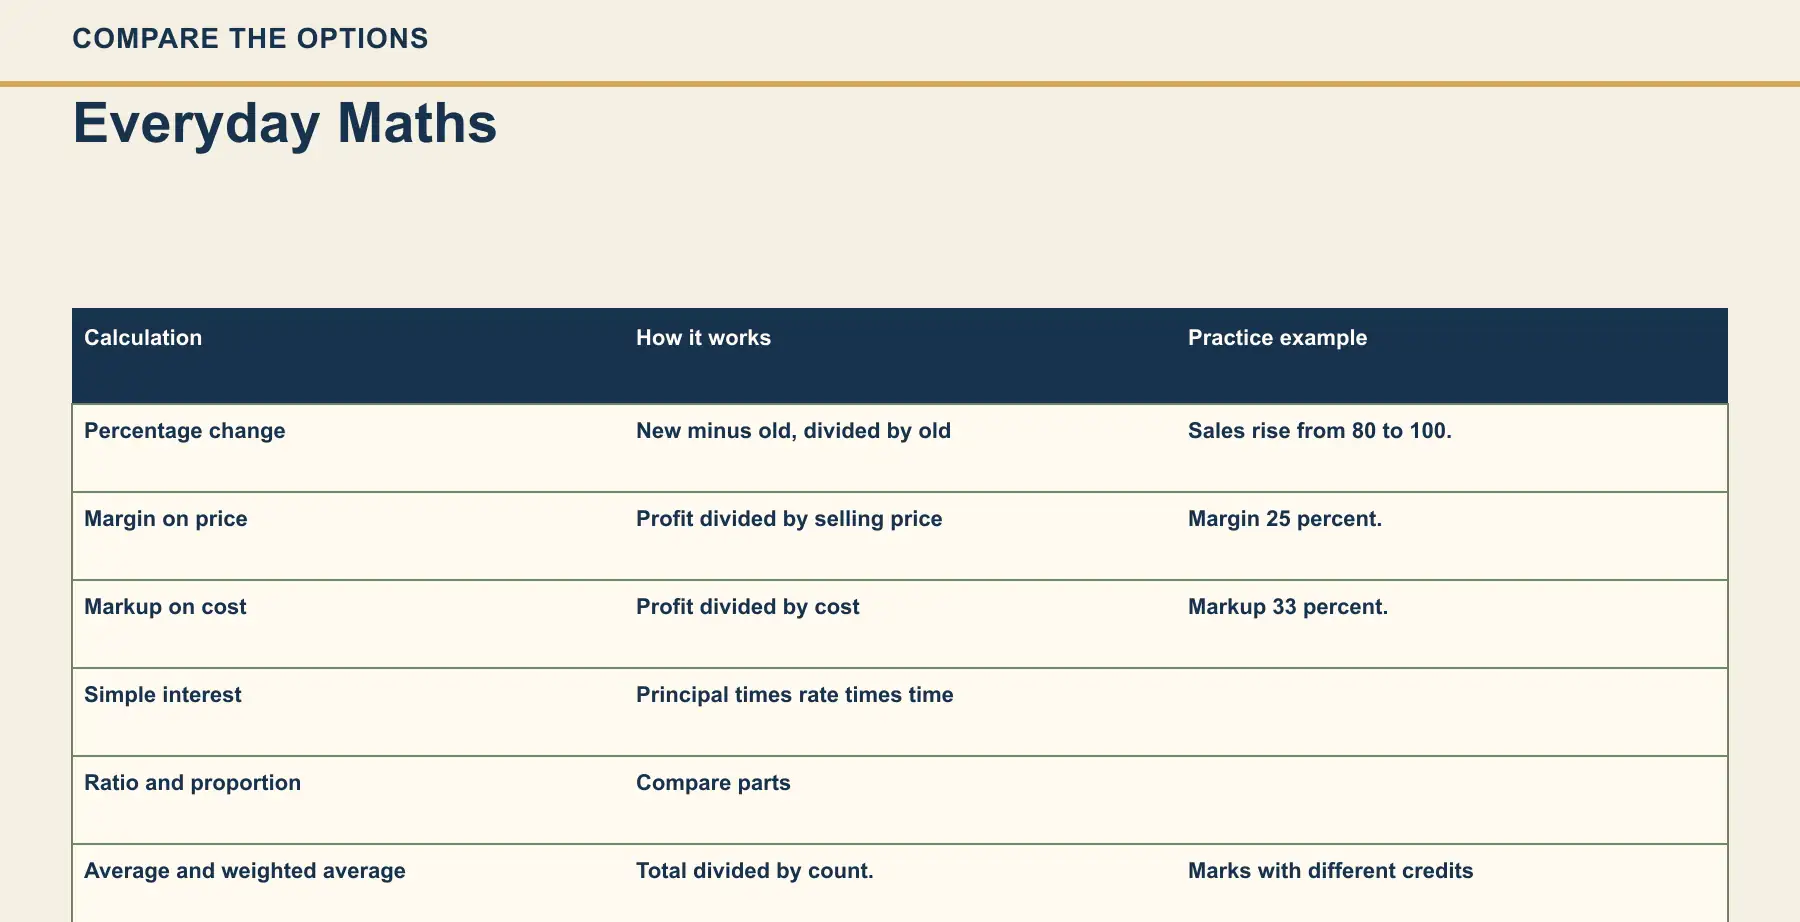 COMPARE THE OPTIONS
Everyday Maths
Calculation How it works Practice example
Percentage change New minus old, divided by old Sales rise from 80 to 100.
Margin on price Profit divided by selling price Margin 25 percent.
Markup on cost Profit divided by cost Markup 33 percent.
Simple interest Principal times rate times time
Ratio and proportion Compare parts
Average and weighted average Total divided by count. Marks with different credits